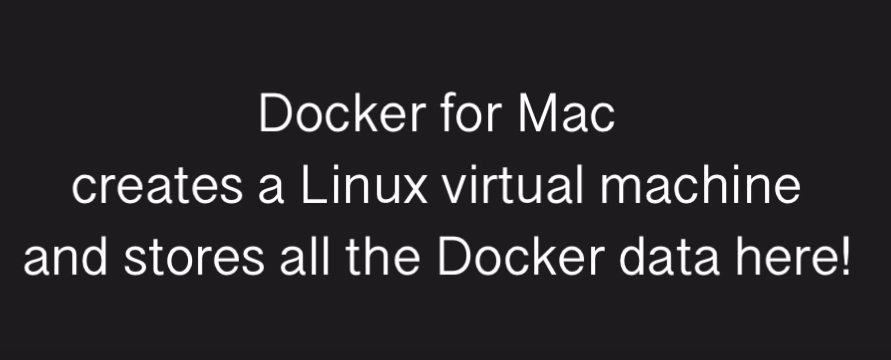 Docker for Mac
creates a Linux virtual machine
and stores all the Docker data here!